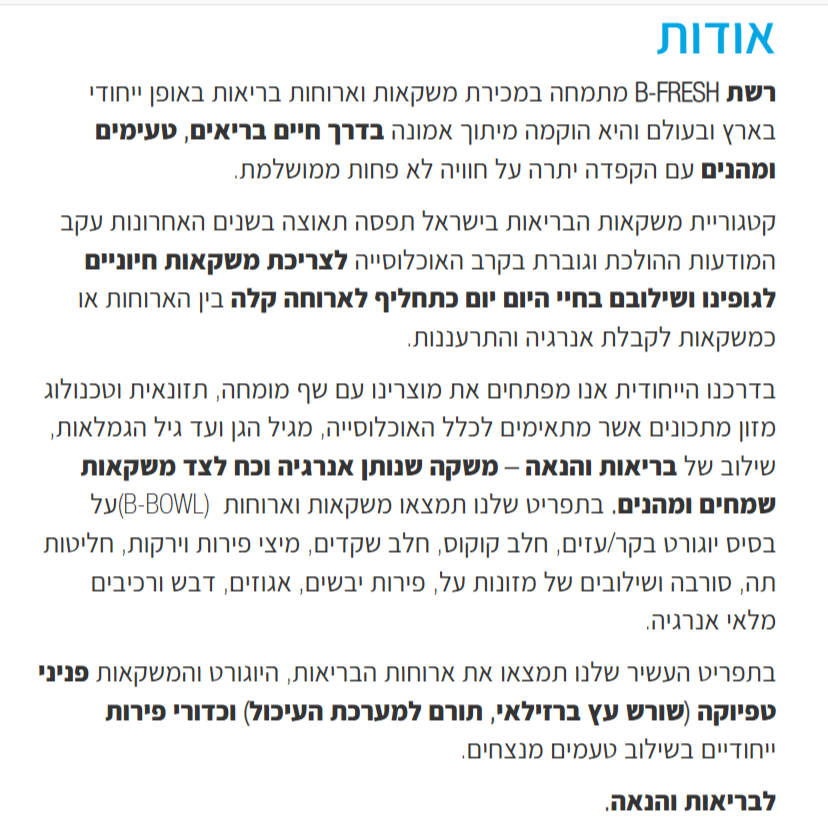 אודות
רשת B-FRESH מתמחה במכירת משקאות וארוחות בריאות באופן ייחודי
בארץ ובעולם והיא הוקמה מיתוך אמונה בדרך חיים בריאים, טעימים
ומהנים עם הקפדה יתרה על חוויה לא פחות ממושלמת.
קטגוריית משקאות הבריאות בישראל תפסה תאוצה בשנים האחרונות עקב
המודעות ההולכת וגוברת בקרב האוכלוסייה לצריכת משקאות חיוניים
לגופינו ושילובם בחיי היום יום כתחליף לארוחה קלה בין הארוחות או
כמשקאות לקבלת אנרגיה והתרעננות.
בדרכנו הייחודית אנו מפתחים את מוצרינו עם שף מומחה, תזונאית וטכנולוג
מזון מתכונים אשר מתאימים לכלל האוכלוסייה, מגיל הגן ועד גיל הגמלאות,
שילוב של בריאות והנאה – משקה שנותן אנרגיה וכח לצד משקאות
שמחים ומהנים. בתפריט שלנו תמצאו משקאות וארוחות (B-BOWL)על
בסיס יוגורט בקר/עזים, חלב קוקוס, חלב שקדים, מיצי פירות וירקות, חליטות
תה, סורבה ושילובים של מזונות על, פירות יבשים, אגוזים, דבש ורכיבים
מלאי אנרגיה.
בתפריט העשיר שלנו תמצאו את ארוחות הבריאות, היוגורט והמשקאות פניני
טפיוקה (שורש עץ ברזילאי, תורם למערכת העיכול) וכדורי פירות
ייחודיים בשילוב טעמים מנצחים.
לבריאות והנאה.